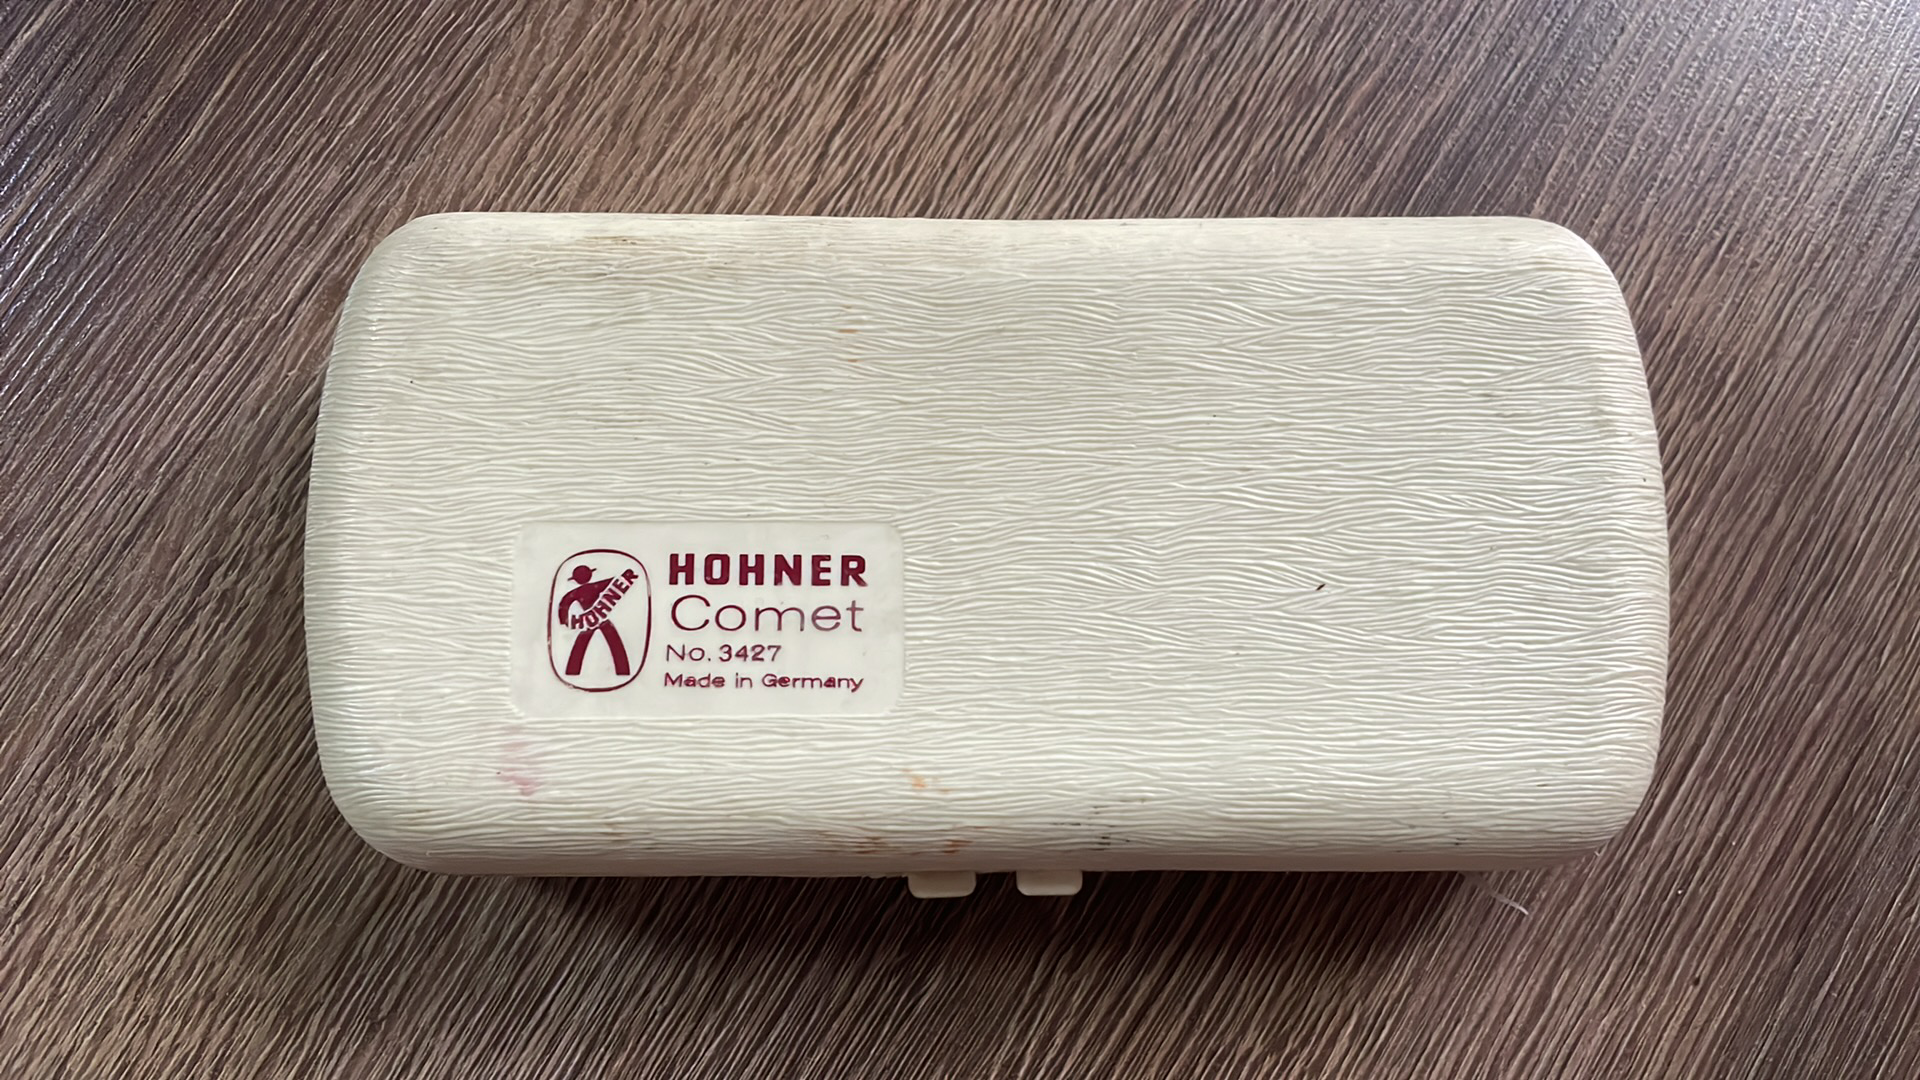 HOHNER
HOHNER
Comet
No. 3427
Made in Germany